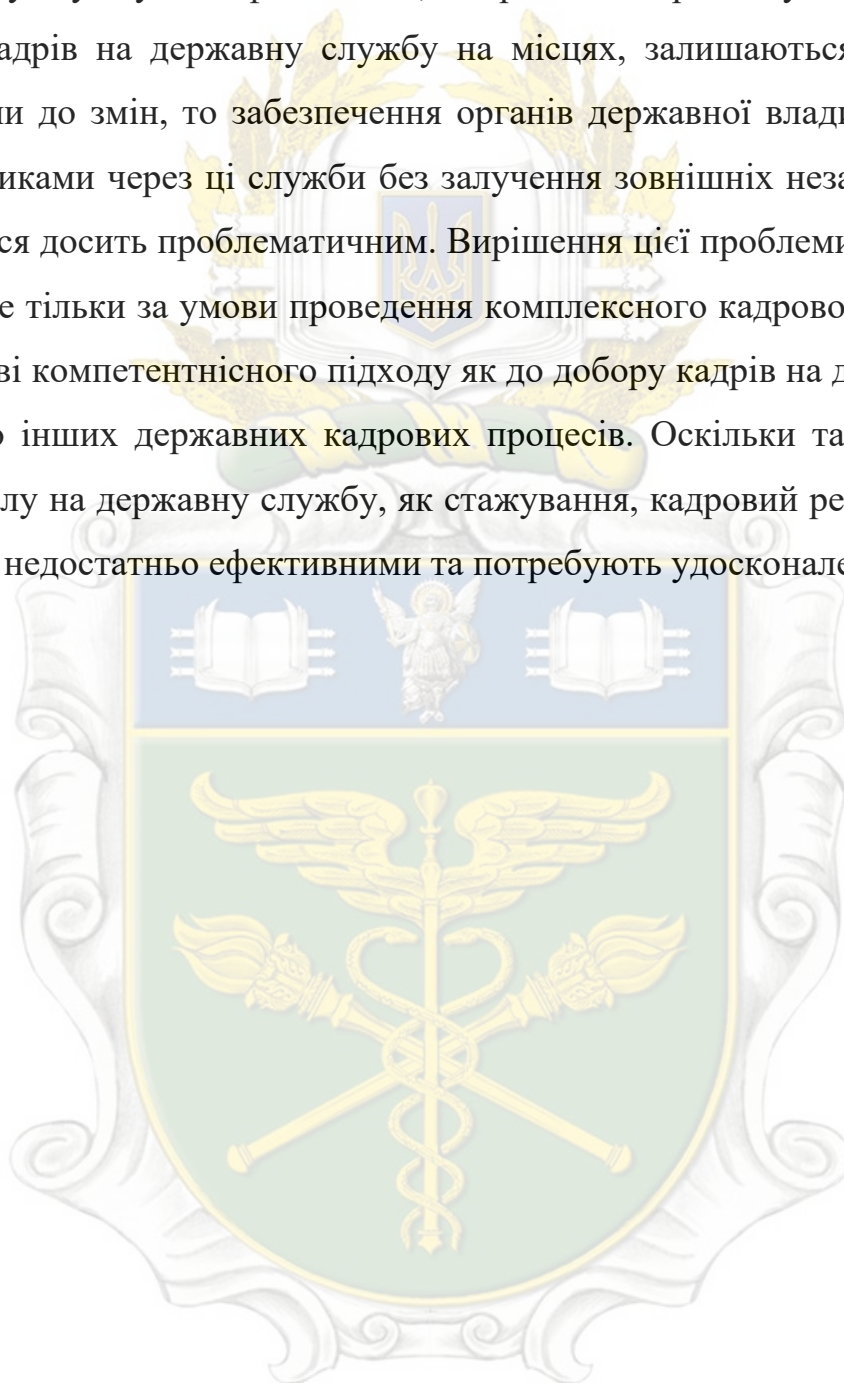 адрів на державну службу на місцях, залишаються
ни до змін, то забезпечення органів державної влади
иками через ці служби без залучення зовнішніх неза
ся досить проблематичним. Вирішення цієї проблеми
е тільки за умови проведення комплексного кадрово
ві компетентнісного підходу як до добору кадрів на д
о інших державних кадрових процесів. Оскільки та
лу на державну службу, як стажування, кадровий ре
недостатньо ефективними та потребують удосконале